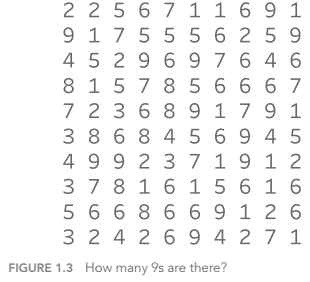 2 2 5 6 7 1 1 6 9 1
9 1 7 5 5 5 6 2 5 9
4 5 2 9 6 9 7 6 4 6
8 1 5 7 8 5 6 6 6 7
7 2 3 6 8 9 1 7 9 1
3 8 6 8 4 5 6 9 4 5
4 9 9 2 3 7 1 9 1 2
3 7 8 1 6 1 5 6 1 6
5 6 6 8 6 6 9 1 2 6
3 2 4 2 6 9 4 2 7 1
FIGURE 1.3 How many 9s are there?